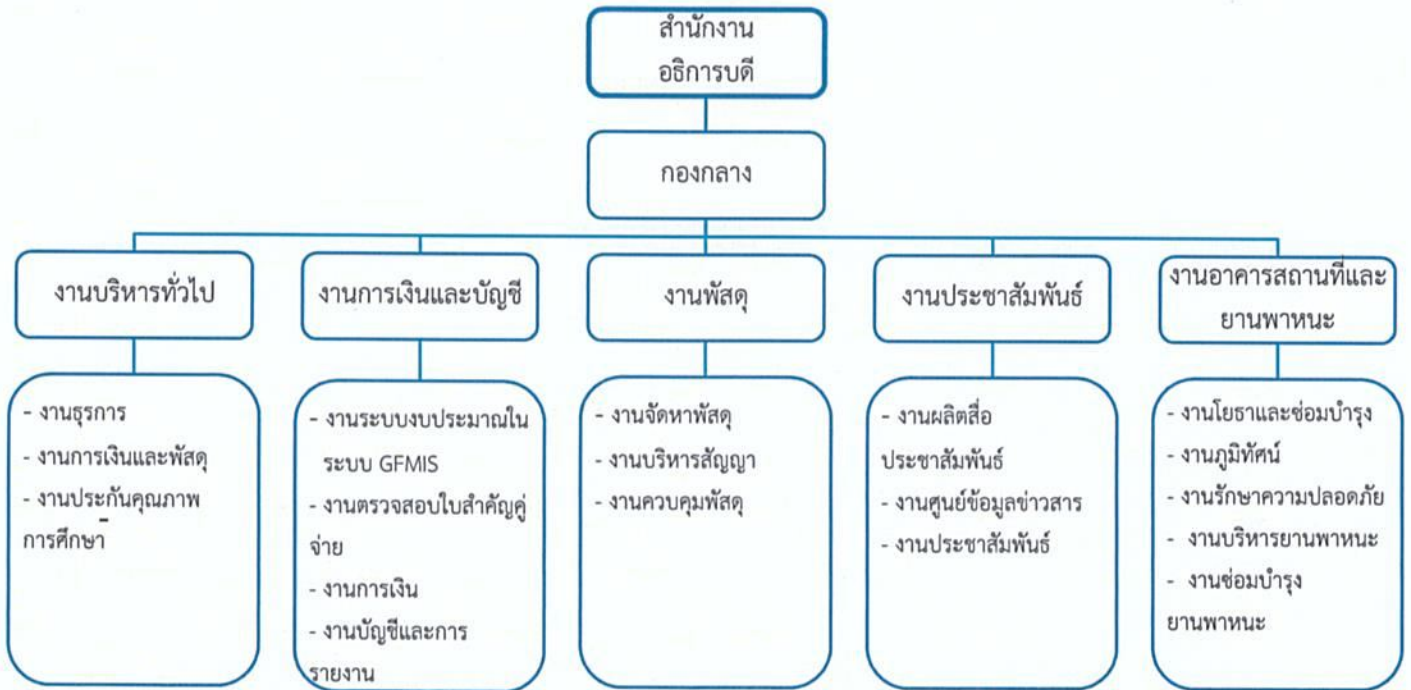 สำนักงาน
อธิการบดี
กองกลาง
งานบริหารทั่วไป
- งานธุรการ
- งานการเงินและพัสดุ
- งานประกันคุณภาพ
การศึกษา
งานการเงินและบัญชี
- งานระบบงบประมาณใน
ระบบ GFMIS
- งานตรวจสอบใบสำคัญคู่
จ่าย
- งานการเงิน
- งานบัญชีและการ
รายงาน
งานพัสดุ
- งานจัดหาพัสดุ
- งานบริหารสัญญา
- งานควบคุมพัสดุ
งานประชาสัมพันธ์
- งานผลิตสื่อ
ประชาสัมพันธ์
- งานศูนย์ข้อมูลข่าวสาร
- งานประชาสัมพันธ์
งานอาคารสถานที่และ
ยานพาหนะ
- งานโยธาและซ่อมบำรุง
- งานภูมิทัศน์
- งานรักษาความปลอดภัย
- งานบริหารยานพาหนะ
- งานซ่อมบำรุง
ยานพาหนะ